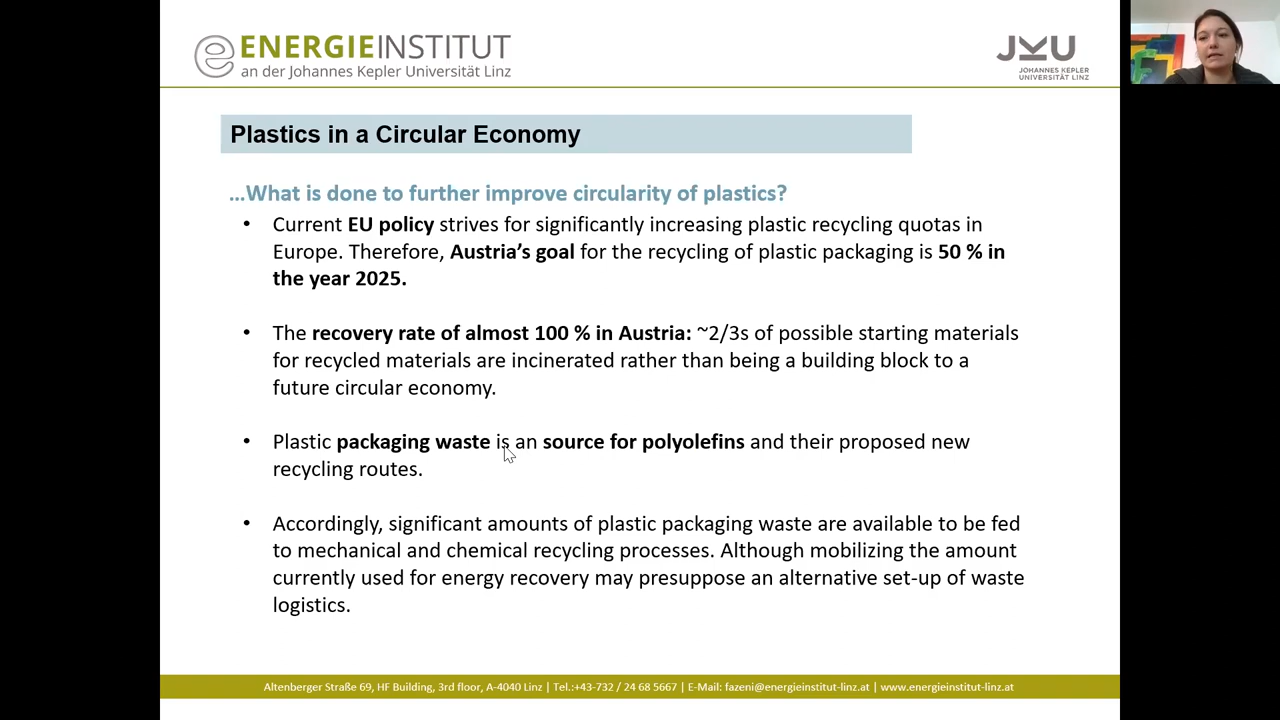 ENERGIEINSTITUT
an der Johannes Kepler Universität Linz
JKU
JOHANNES KEPLER
UNIVERSITÄT LINZ
Plastics in a Circular Economy
…What is done to further improve circularity of plastics?
• Current EU policy strives for significantly increasing plastic recycling quotas in
Europe. Therefore, Austria's goal for the recycling of plastic packaging is 50 % in
the year 2025.
• The recovery rate of almost 100 % in Austria: ~2/3s of possible starting materials
for recycled materials are incinerated rather than being a building block to a
future circular economy.
• Plastic packaging waste is an source for polyolefins and their proposed new
recycling routes.
• Accordingly, significant amounts of plastic packaging waste are available to be fed
to mechanical and chemical recycling processes. Although mobilizing the amount
currently used for energy recovery may presuppose an alternative set-up of waste
logistics.
Altenberger Straße 69, HF Building, 3rd floor, A-4040 Linz | Tel.:+43-732 / 24 68 5667 | E-Mail: fazeni@energieinstitut-linz.at | www.energieinstitut-linz.at